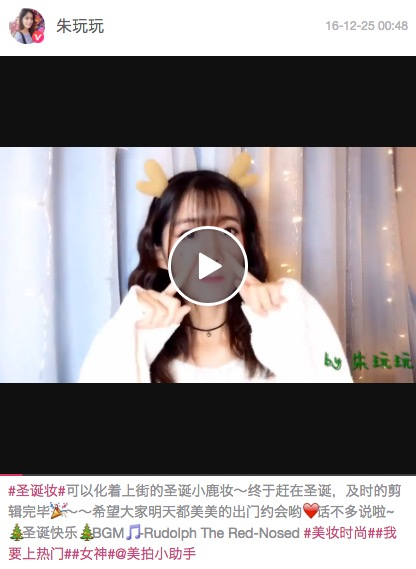 朱玩玩
16-12-25 00:48
by 朱玩玩
#圣诞妆#可以化着上街的圣诞小鹿妆～终于赶在圣诞，及时的剪
辑完毕🎉～～希望大家明天都美美的出门约会哟❤️话不多说啦~
🎄圣诞快乐🎄BGM🎵Rudolph The Red-Nosed #美妆时尚##我
要上热门##女神#@美拍小助手